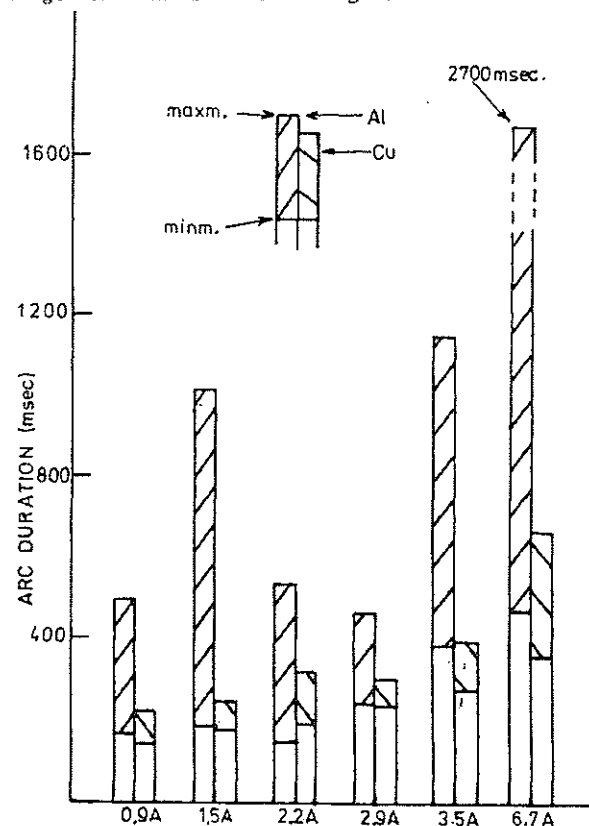 2700msec.
maxm.
Al
1600
Cu
minm.
1200
ARC DURATION (msec)
800
400
0,9A 1,5A 2.2A 2.9A 3.5A 6.7A